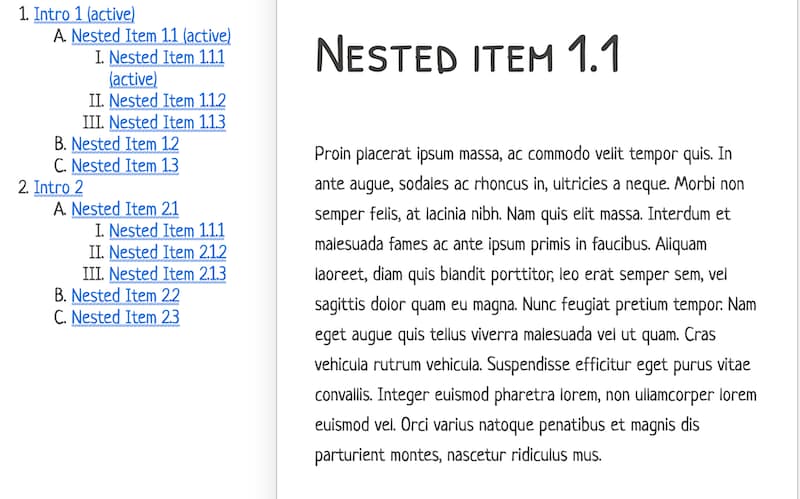 1. Intro 1 (active)
A. Nested Item 1.1 (active)
I. Nested Item 1.1.1
(active)
II. Nested Item 1.1.2
III. Nested Item 1.1.3
B. Nested Item 1.2
C. Nested Item 1.3
2. Intro 2
A. Nested Item 2.1
I. Nested Item 1.1.1
II. Nested Item 2.1.2
III. Nested Item 2.1.3
B. Nested Item 2.2
C. Nested Item 2.3
Nested item 1.1
Proin placerat ipsum massa, ac commodo velit tempor quis. In
ante augue, sodales ac rhoncus in, ultricies a neque. Morbi non
semper felis, at lacinia nibh. Nam quis elit massa. Interdum et
malesuada fames ac ante ipsum primis in faucibus. Aliquam
laoreet, diam quis blandit porttitor, leo erat semper sem, vel
sagittis dolor quam eu magna. Nunc feugiat pretium tempor. Nam
eget augue quis tellus viverra malesuada vel ut quam. Cras
vehicula rutrum vehicula. Suspendisse efficitur eget purus vitae
convallis. Integer euismod pharetra lorem, non ullamcorper lorem
euismod vel. Orci varius natoque penatibus et magnis dis
parturient montes, nascetur ridiculus mus.